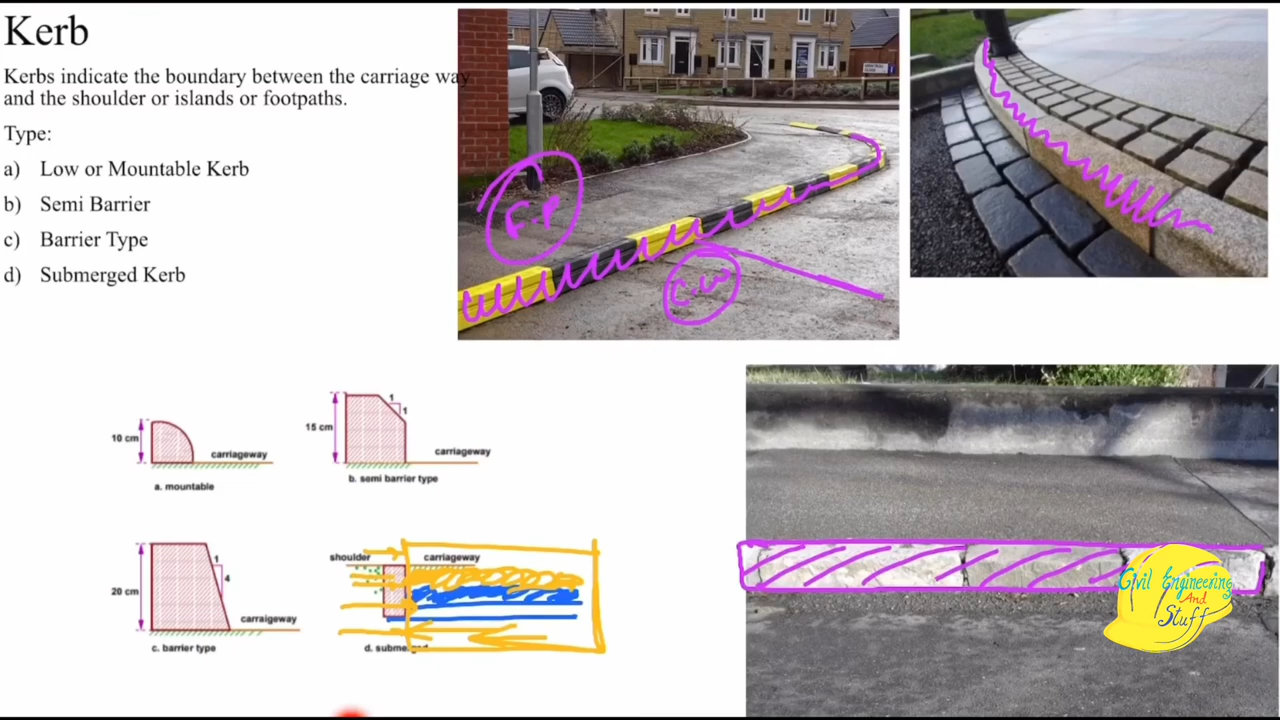 Kerb
Kerbs indicate the boundary between the carriage way
and the shoulder or islands or footpaths.
Type:
a) Low or Mountable Kerb
b) Semi Barrier
c) Barrier Type
d) Submerged Kerb
F.P
C.W
10 cm
carriageway
a. mountable
15 cm
1
1
carriageway
b. semi barrier type
20 cm
1
4
carraigeway
c. barrier type
shoulder
carriageway
d. submerged
Civil Engineering
And
Stuff